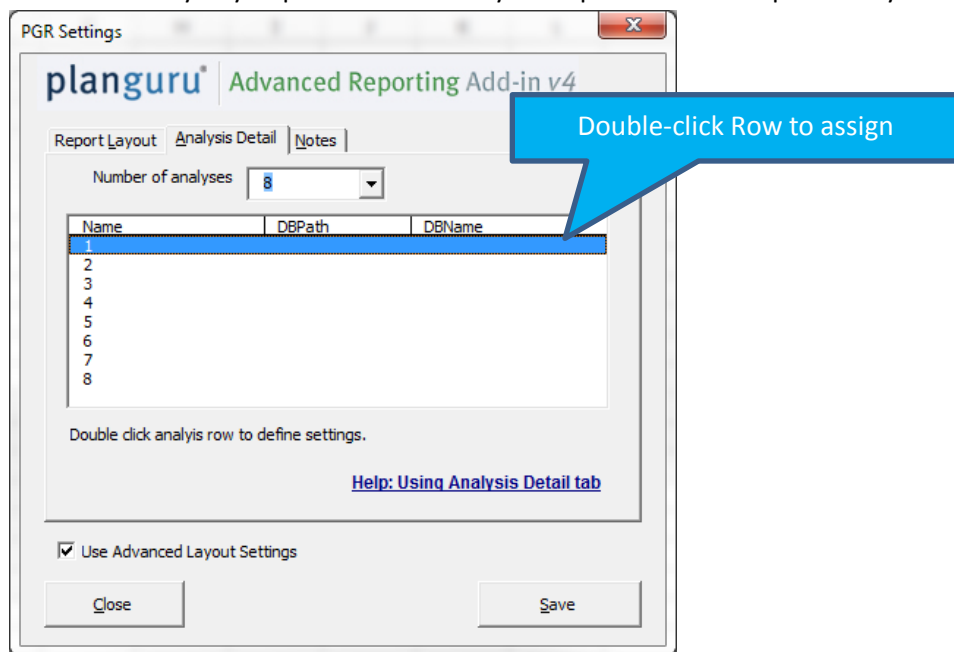 PGR Settings
planguru® Advanced Reporting Add-in v4
Double-click Row to assign
Report Layout Analysis Detail Notes
Number of analyses 8
Name DBPath DBName
1
2
3
4
5
6
7
8
Double click analyis row to define settings.
Help: Using Analysis Detail tab
Use Advanced Layout Settings
Close Save